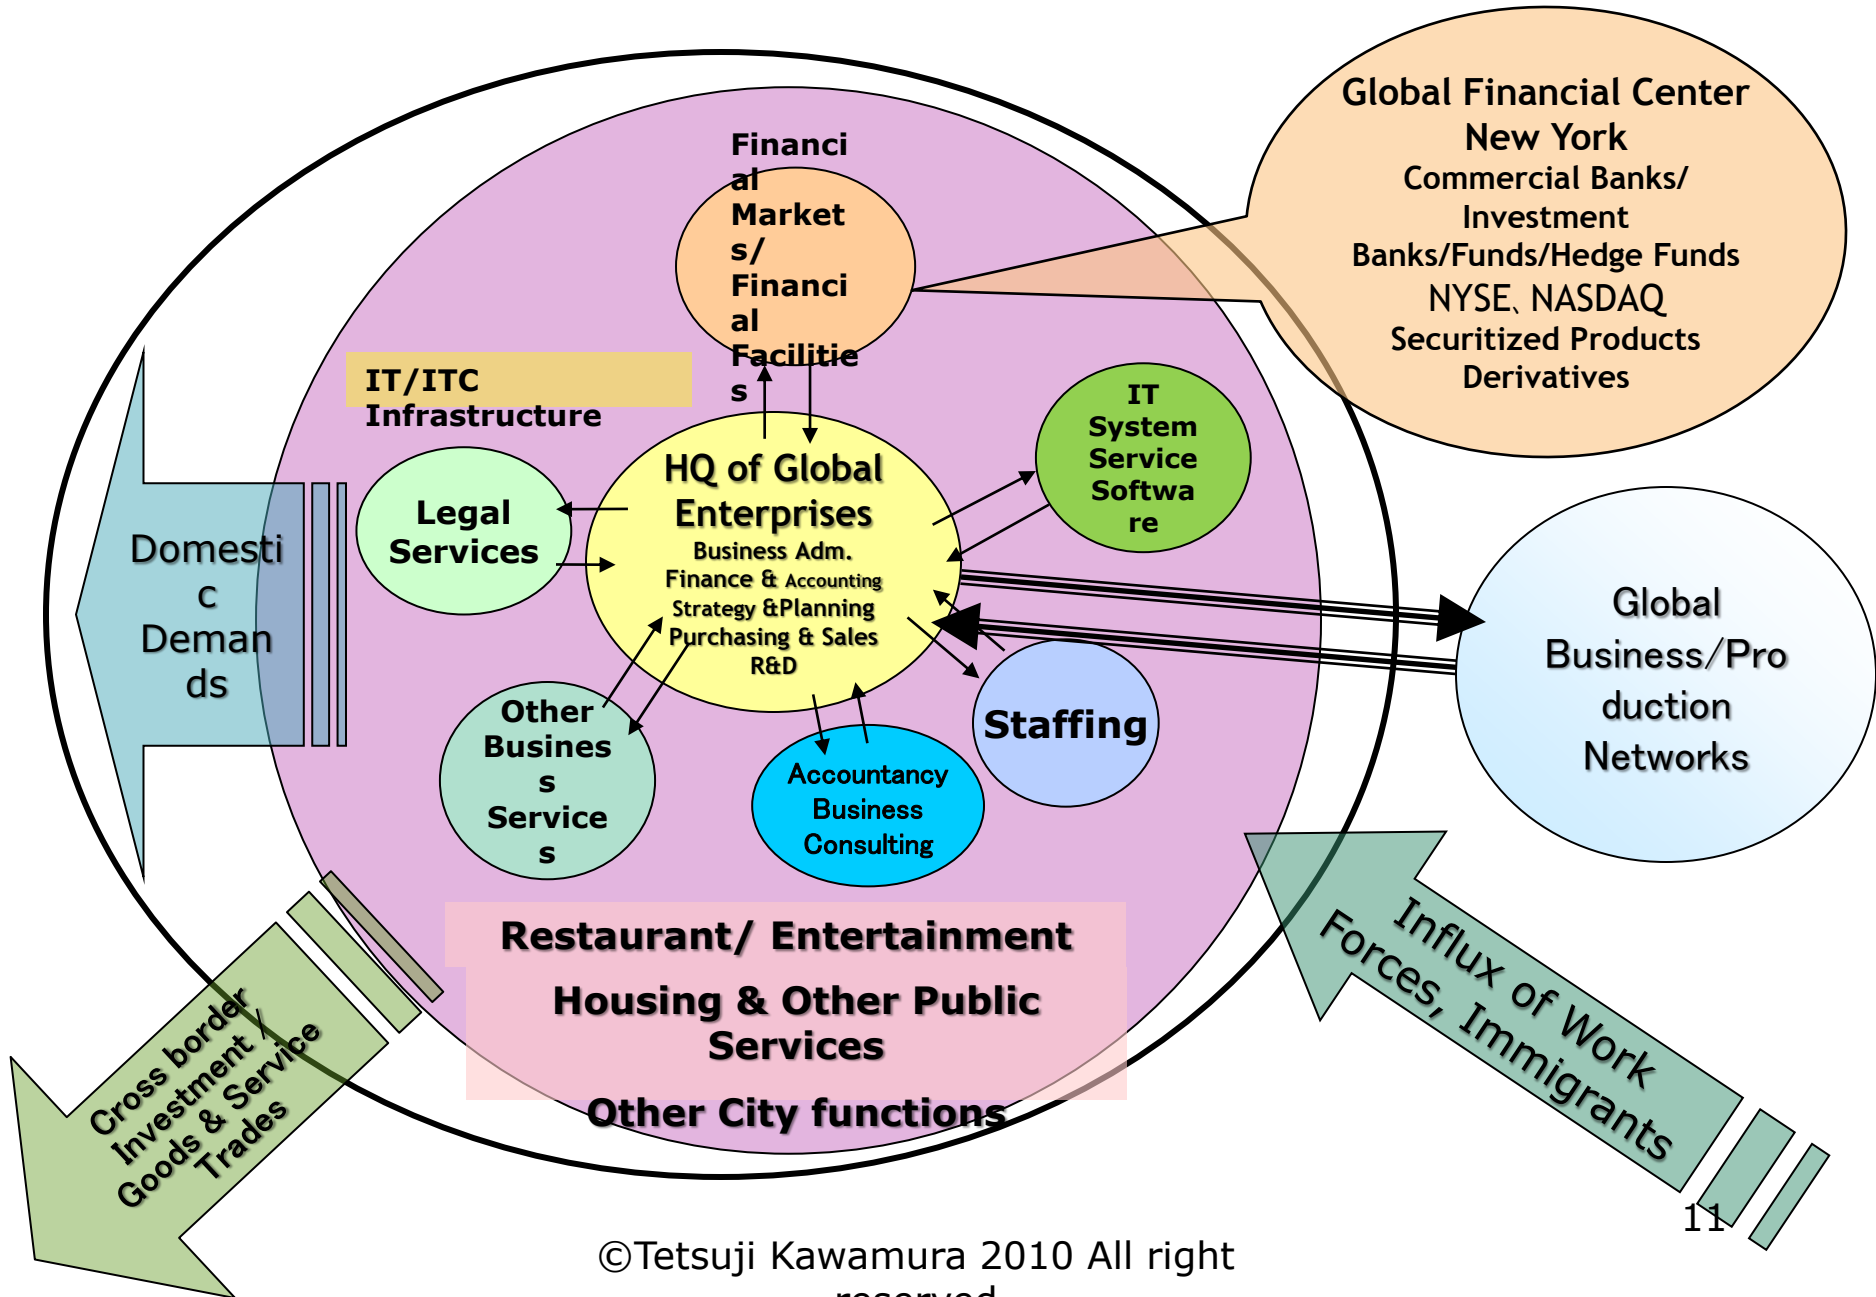 Global Financial Center
New York
Commercial Banks/
Investment
Banks/Funds/Hedge Funds
NYSE、NASDAQ
Securitized Products
Derivatives
Financi
al
Market
s/
Financi
al
Facilitie
s
IT/ITC
Infrastructure
IT
System
Service
Softwa
re
HQ of Global
Enterprises
Business Adm.
Finance & Accounting
Strategy &Planning
Purchasing & Sales
R&D
Legal
Services
Domesti
c
Deman
ds
Global
Business/Pro
duction
Networks
Other
Busines
s
Service
s
Staffing
Accountancy
Business
Consulting
Restaurant/ Entertainment
Housing & Other Public
Services
Other City functions
Cross border
Investment /
Goods & Service
Trades
Influx of Work
Forces, Immigrants
11
©Tetsuji Kawamura 2010 All right
reserved